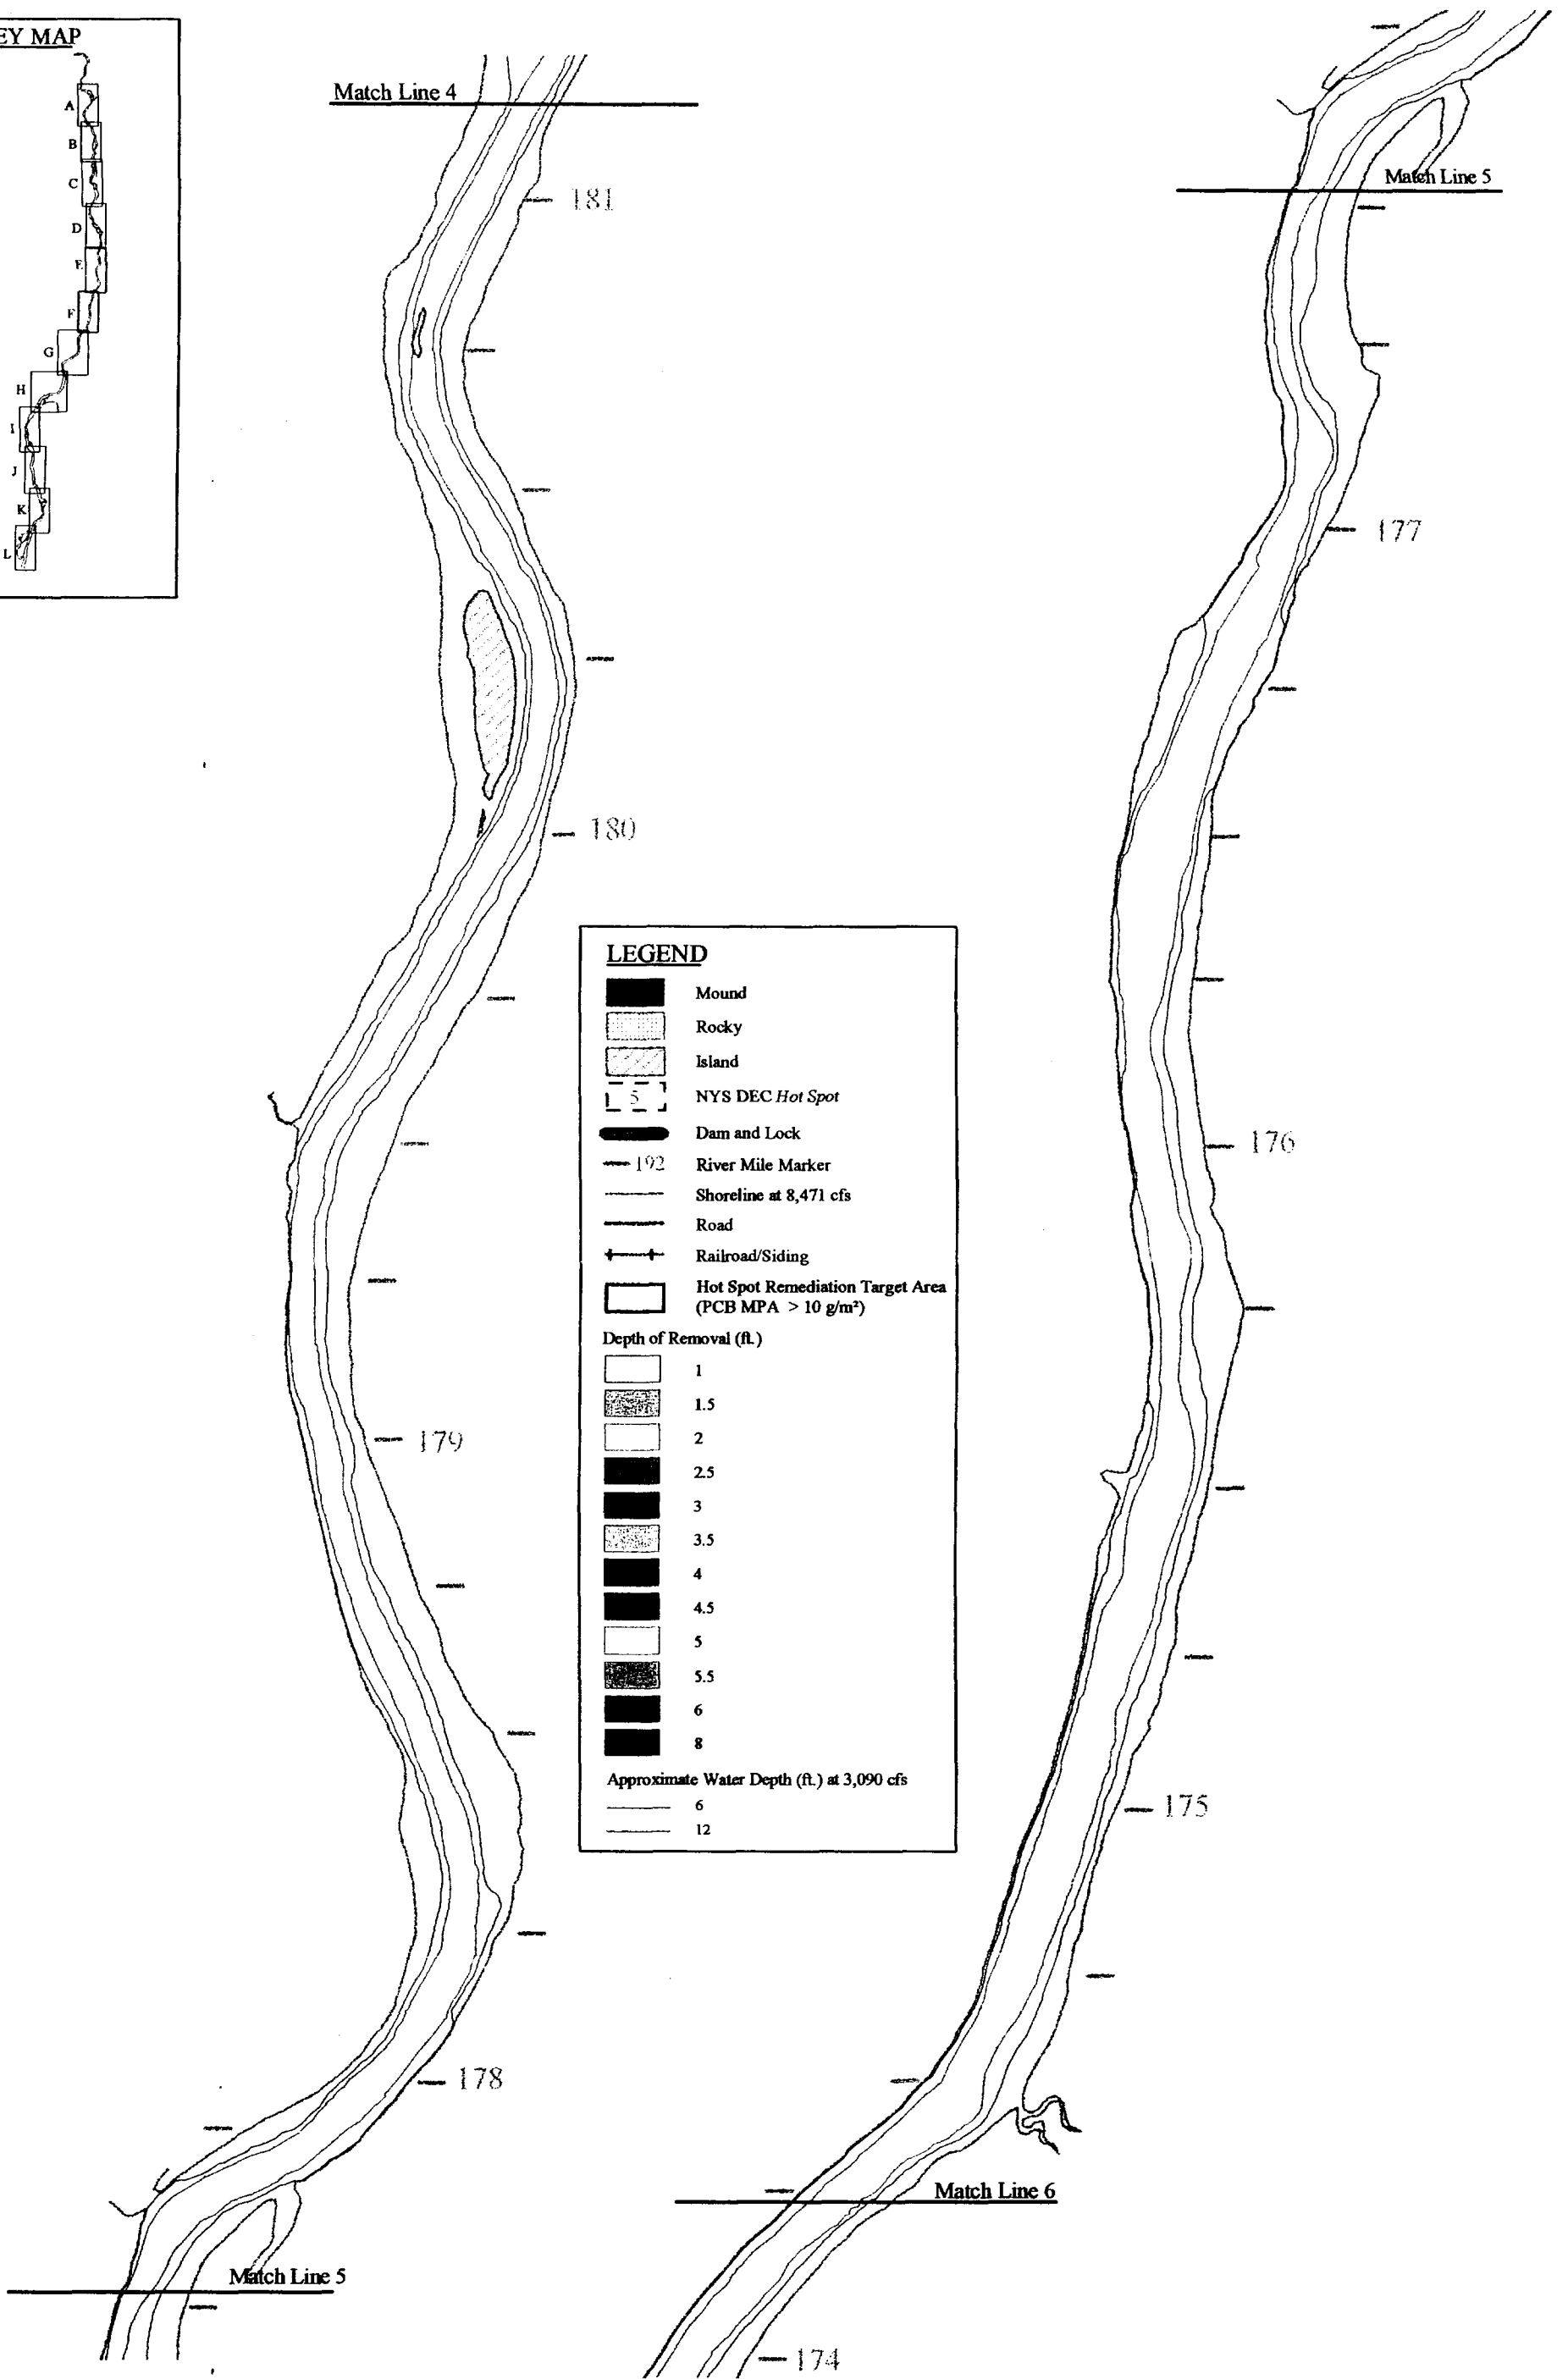 EY MAP
A
B
C
D
E
F
G
H
I
J
K
L
Match Line 4
181
180
179
178
Match Line 5
Match Line 5
177
176
175
Match Line 6
174
LEGEND
Mound
Rocky
Island
5 NYS DEC Hot Spot
Dam and Lock
192 River Mile Marker
Shoreline at 8,471 cfs
Road
Railroad/Siding
Hot Spot Remediation Target Area
(PCB MPA > 10 g/m²)
Depth of Removal (ft.)
1
1.5
2
2.5
3
3.5
4
4.5
5
5.5
6
8
Approximate Water Depth (ft.) at 3,090 cfs
6
12